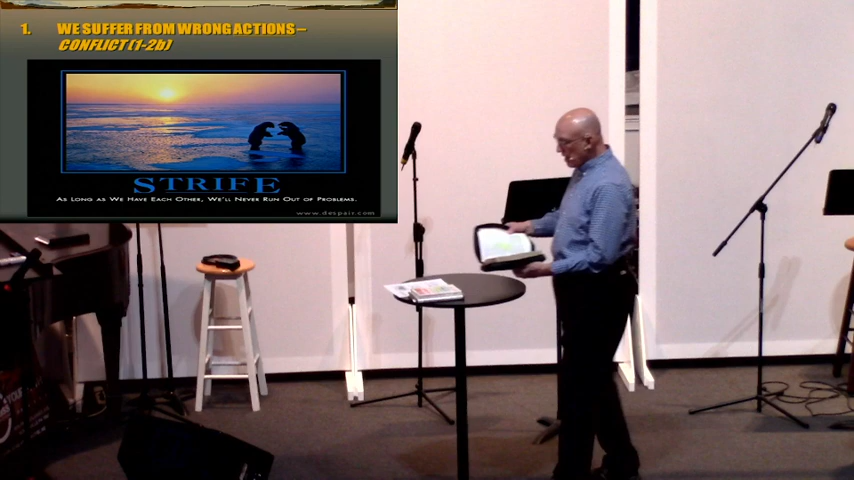 1. WE SUFFER FROM WRONG ACTIONS –
CONFLICT (1-2b)
STRIFE
AS LONG AS WE HAVE EACH OTHER, WE'LL NEVER RUN OUT OF PROBLEMS.
www.despair.com